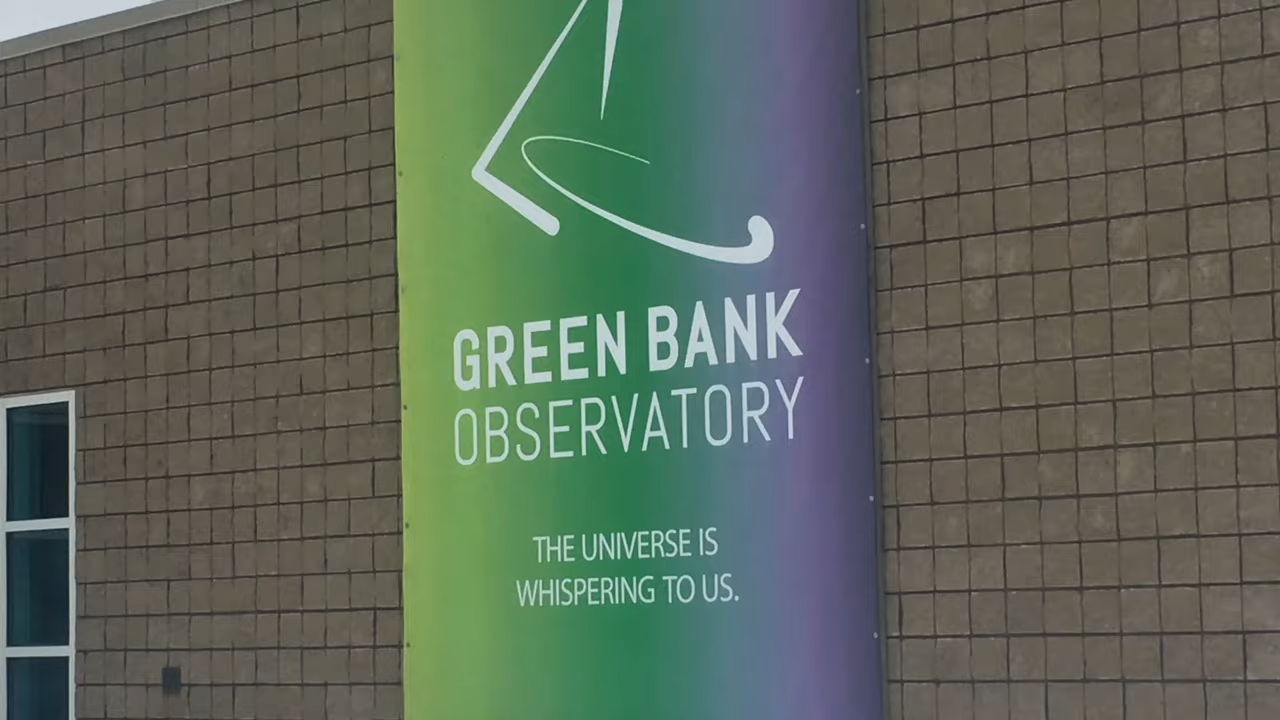 GREEN BANK
OBSERVATORY
THE UNIVERSE IS
WHISPERING TO US.